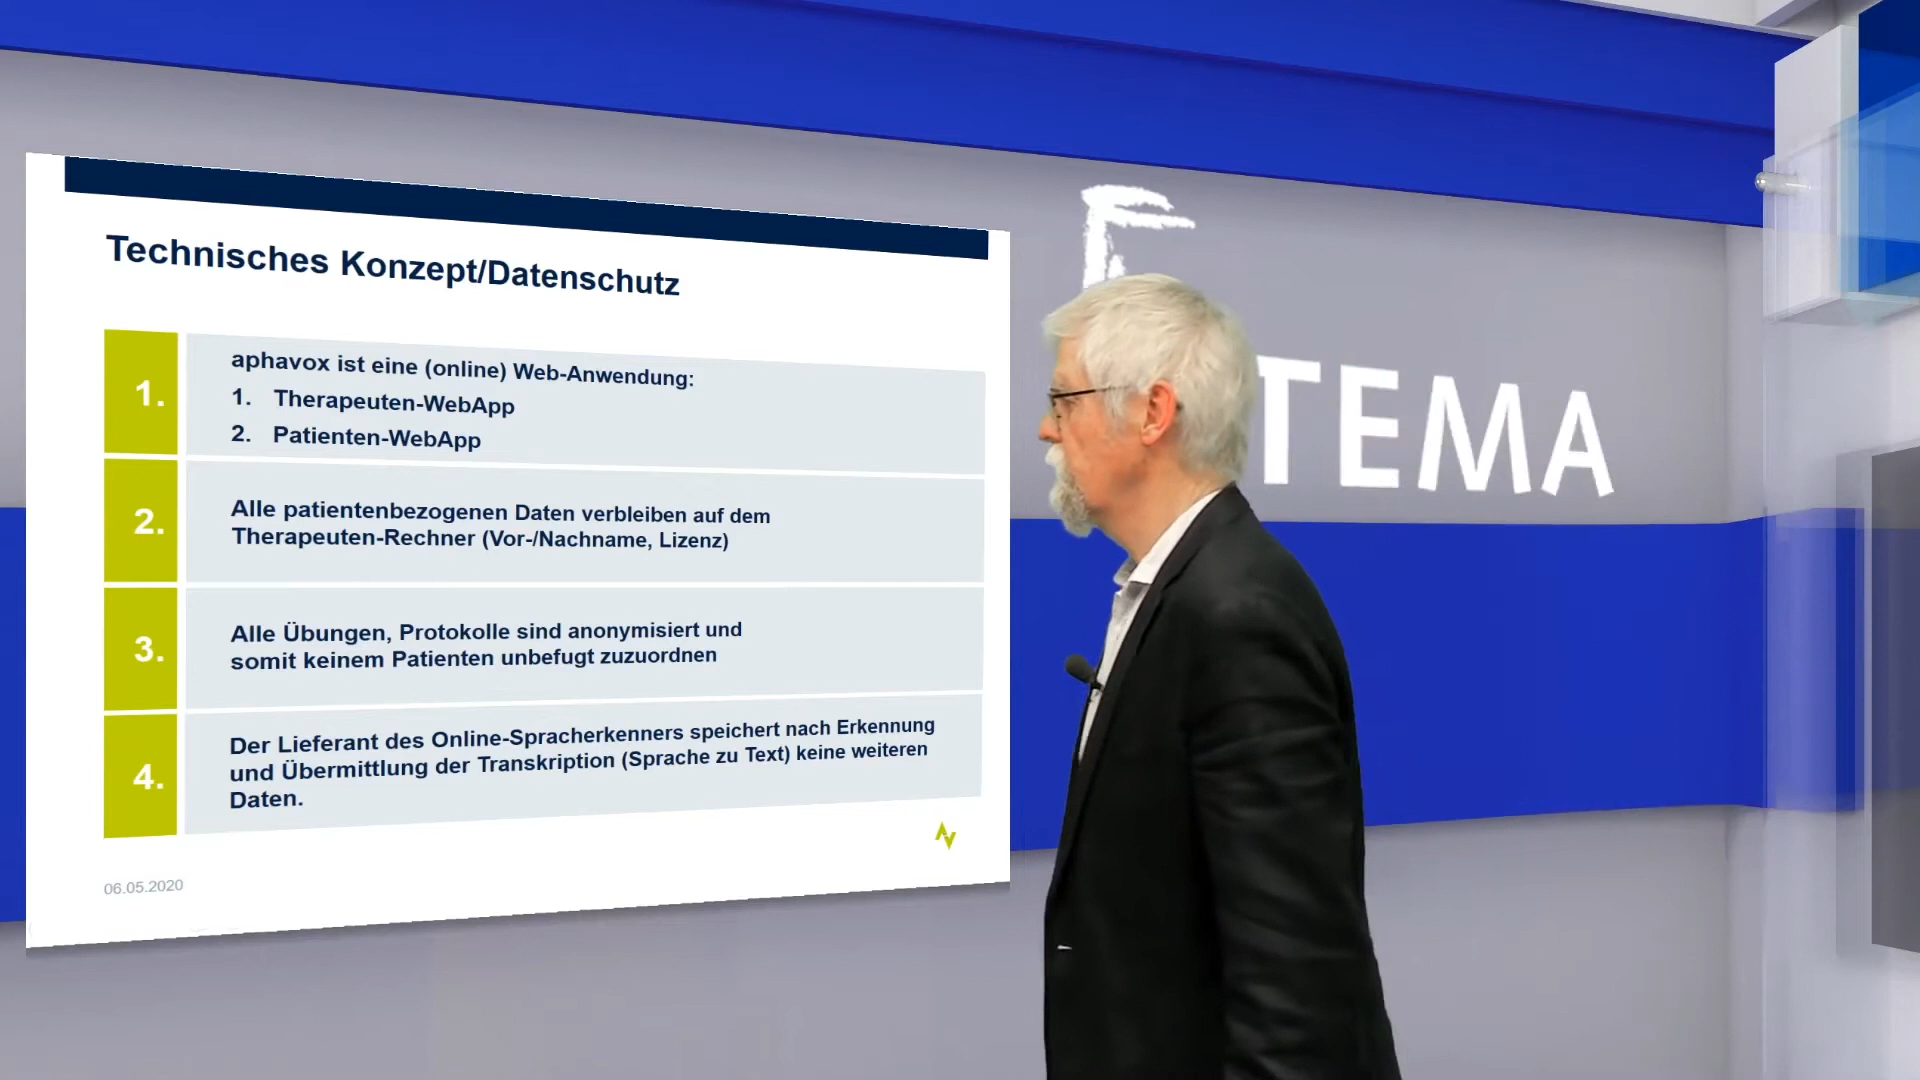 Technisches Konzept/Datenschutz
1.
aphavox ist eine (online) Web-Anwendung:
1. Therapeuten-WebApp
2. Patienten-WebApp
2.
Alle patientenbezogenen Daten verbleiben auf dem
Therapeuten-Rechner (Vor-/Nachname, Lizenz)
3.
Alle Übungen, Protokolle sind anonymisiert und
somit keinem Patienten unbefugt zuzuordnen
4.
Der Lieferant des Online-Spracherkenners speichert nach Erkennung
und Übermittlung der Transkription (Sprache zu Text) keine weiteren
Daten.
06.05.2020
TEMA